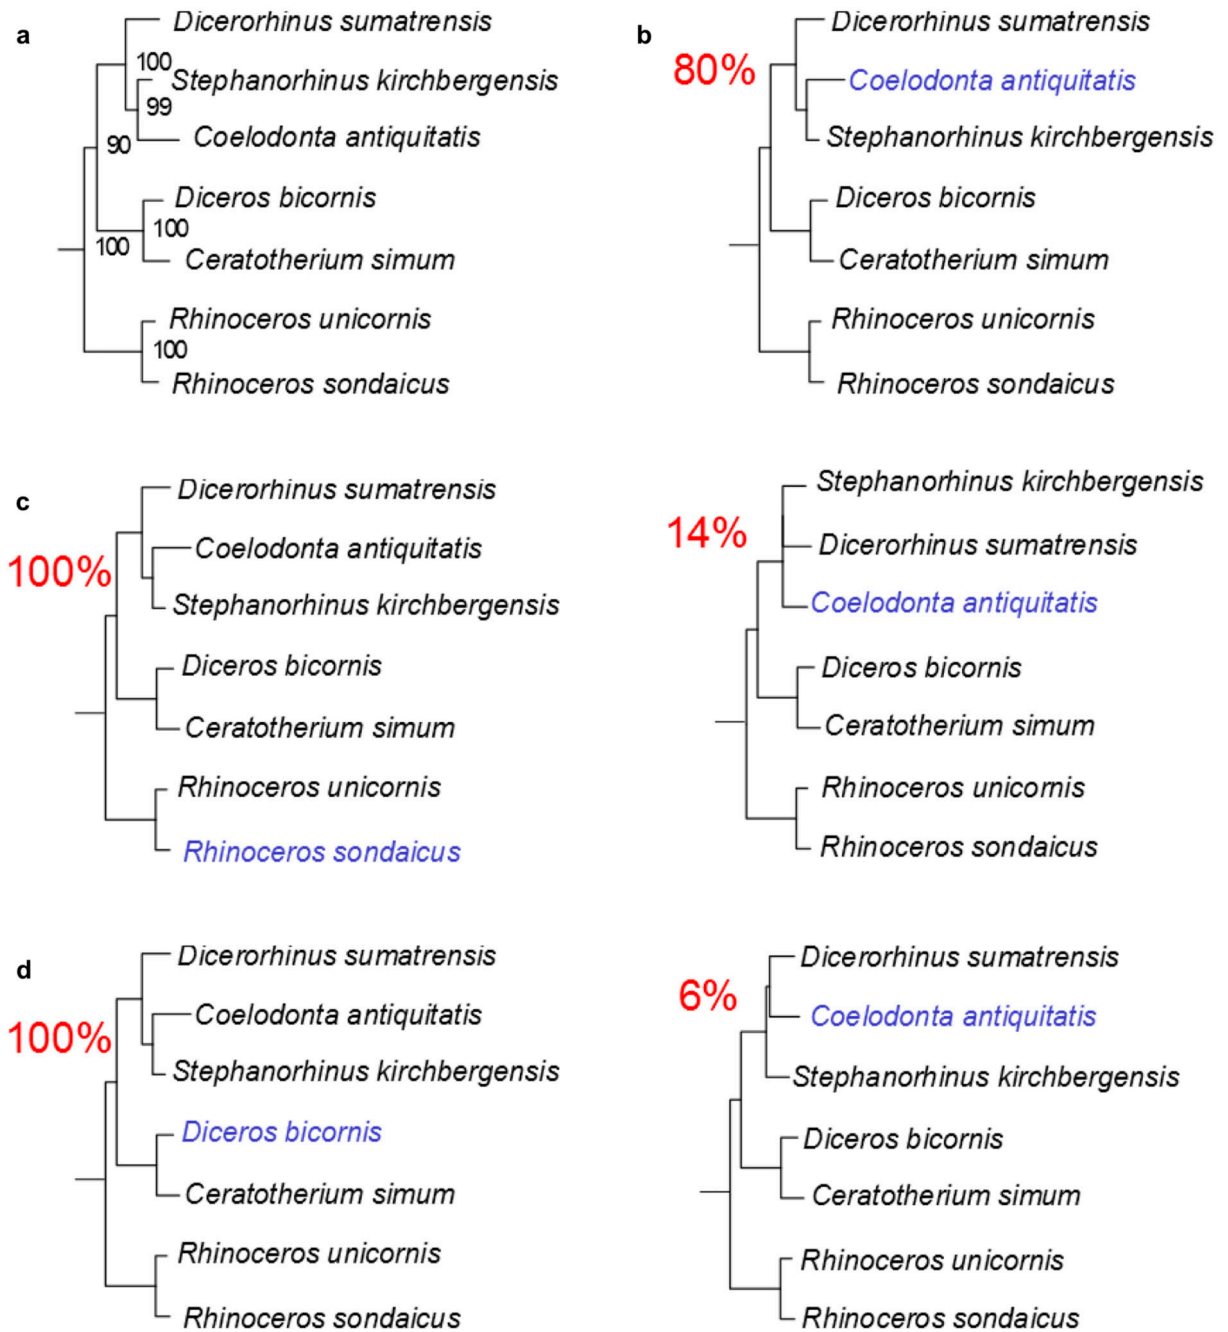 a
Dicerorhinus sumatrensis
100
Stephanorhinus kirchbergensis
99
Coelodonta antiquitatis
90
Diceros bicornis
100
100
Ceratotherium simum
Rhinoceros unicornis
100
Rhinoceros sondaicus
b
80%
Dicerorhinus sumatrensis
Coelodonta antiquitatis
Stephanorhinus kirchbergensis
Diceros bicornis
Ceratotherium simum
Rhinoceros unicornis
Rhinoceros sondaicus
c
100%
Dicerorhinus sumatrensis
Coelodonta antiquitatis
Stephanorhinus kirchbergensis
Diceros bicornis
Ceratotherium simum
Rhinoceros unicornis
Rhinoceros sondaicus
14%
Stephanorhinus kirchbergensis
Dicerorhinus sumatrensis
Coelodonta antiquitatis
Diceros bicornis
Ceratotherium simum
Rhinoceros unicornis
Rhinoceros sondaicus
d
100%
Dicerorhinus sumatrensis
Coelodonta antiquitatis
Stephanorhinus kirchbergensis
Diceros bicornis
Ceratotherium simum
Rhinoceros unicornis
Rhinoceros sondaicus
6%
Dicerorhinus sumatrensis
Coelodonta antiquitatis
Stephanorhinus kirchbergensis
Diceros bicornis
Ceratotherium simum
Rhinoceros unicornis
Rhinoceros sondaicus